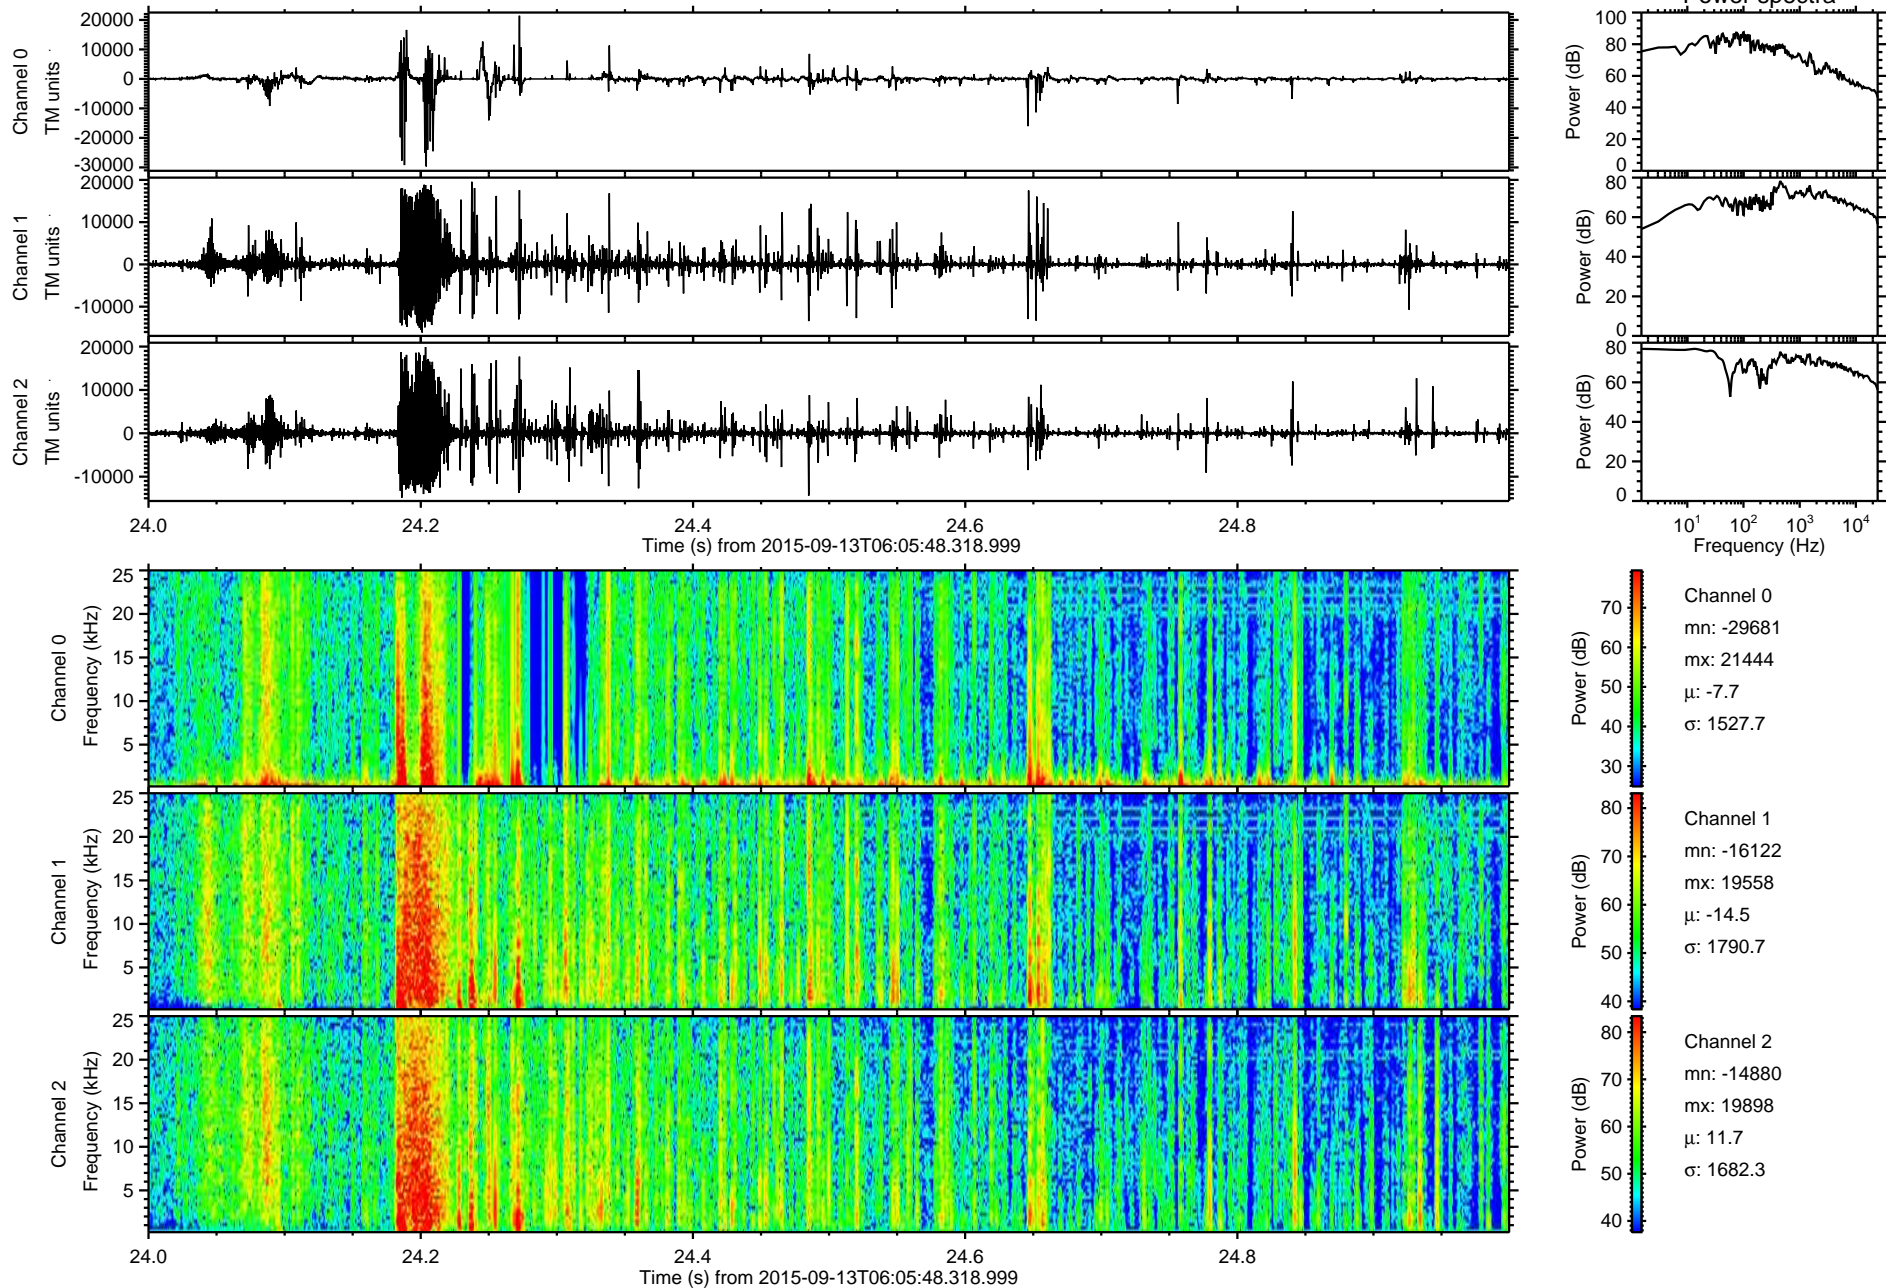 Power spectra
Channel 0
TM units
20000
10000
0
-10000
-20000
-30000
Power (dB)
100
80
60
40
20
0
Channel 1
TM units
20000
10000
0
-10000
Power (dB)
80
60
40
20
0
Channel 2
TM units
20000
10000
0
-10000
Power (dB)
80
60
40
20
0
24.0 24.2 24.4 24.6 24.8
Time (s) from 2015-09-13T06:05:48.318.999
10¹ 10² 10³ 10⁴
Frequency (Hz)
Channel 0
Frequency (kHz)
25
20
15
10
5
Power (dB)
70
60
50
40
30
Channel 0
mn: -29681
mx: 21444
μ: -7.7
σ: 1527.7
Channel 1
Frequency (kHz)
25
20
15
10
5
Power (dB)
80
70
60
50
40
Channel 1
mn: -16122
mx: 19558
μ: -14.5
σ: 1790.7
Channel 2
Frequency (kHz)
25
20
15
10
5
Power (dB)
80
70
60
50
40
Channel 2
mn: -14880
mx: 19898
μ: 11.7
σ: 1682.3
24.0 24.2 24.4 24.6 24.8
Time (s) from 2015-09-13T06:05:48.318.999